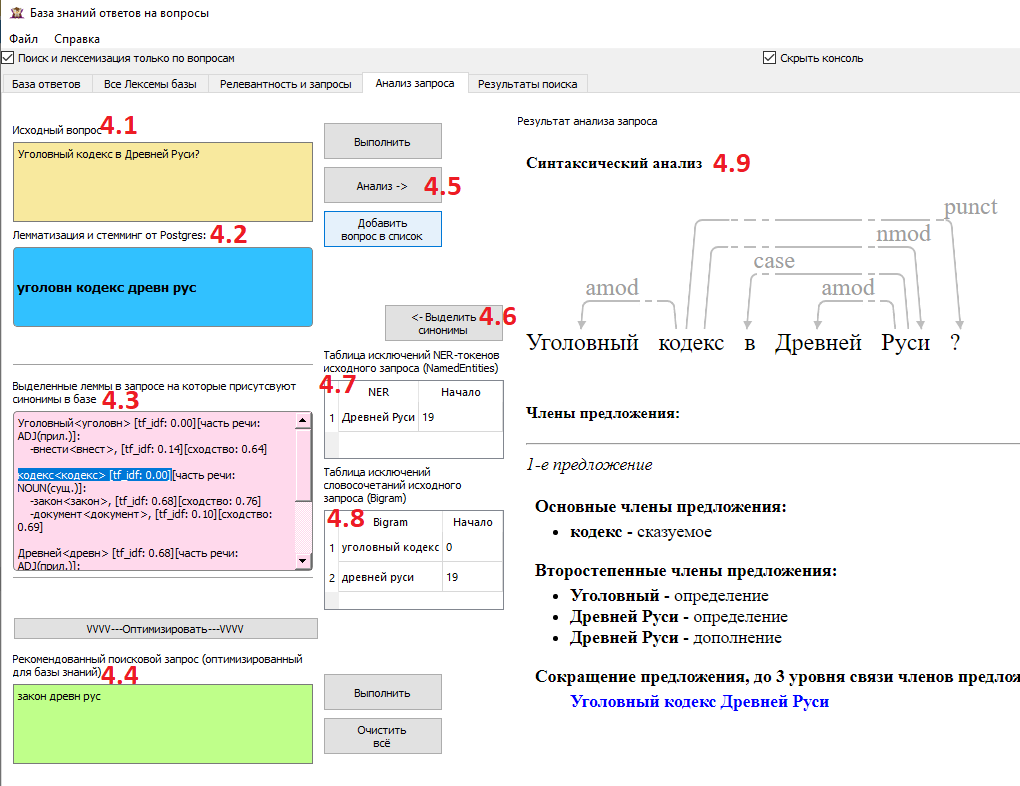 База знаний ответов на вопросы
Файл Справка
Поиск и лексемизация только по вопросам
Скрыть консоль
База ответов
Все Лексемы базы
Релевантность и запросы
Анализ запроса
Результаты поиска
Исходный вопрос 4.1
Уголовный кодекс в Древней Руси?
Лемматизация и стемминг от Postgres: 4.2
уголовн кодекс древн рус
Выделенные леммы в запросе на которые присутсвуют
синонимы в базе 4.3
Уголовный<уголовн> [tf_idf: 0.00][часть речи:
ADJ(прил.)]:
-внести<внест>, [tf_idf: 0.14][сходство: 0.64]
кодекс<кодекс> [tf_idf: 0.00][часть речи:
NOUN(сущ.)]:
-закон<закон>, [tf_idf: 0.68][сходство: 0.76]
-документ<документ>, [tf_idf: 0.10][сходство:
0.69]
Древней<древн> [tf_idf: 0.68][часть речи:
ADJ(прил.)]:
VVVV---Оптимизировать---VVVV
Рекомендованный поисковой запрос (оптимизированный
для базы знаний) 4.4
закон древн рус
Выполнить
Анализ -> 4.5
Добавить
вопрос в список
<- Выделить 4.6
синонимы
Таблица исключений NER-токенов
исходного запроса (NamedEntities)
4.7
NER Начало
1 Древней Руси 19
Таблица исключений
словосочетаний исходного
запроса (Bigram)
4.8 Bigram Начало
1 уголовный кодекс 0
2 древней руси 19
Выполнить
Очистить
всё
Результат анализа запроса
Синтаксический анализ 4.9
punct
nmod
case
amod amod
Уголовный кодекс в Древней Руси ?
Члены предложения:
1-е предложение
Основные члены предложения:
• кодекс - сказуемое
Второстепенные члены предложения:
• Уголовный - определение
• Древней Руси - определение
• Древней Руси - дополнение
Сокращение предложения, до 3 уровня связи членов предлож
Уголовный кодекс Древней Руси